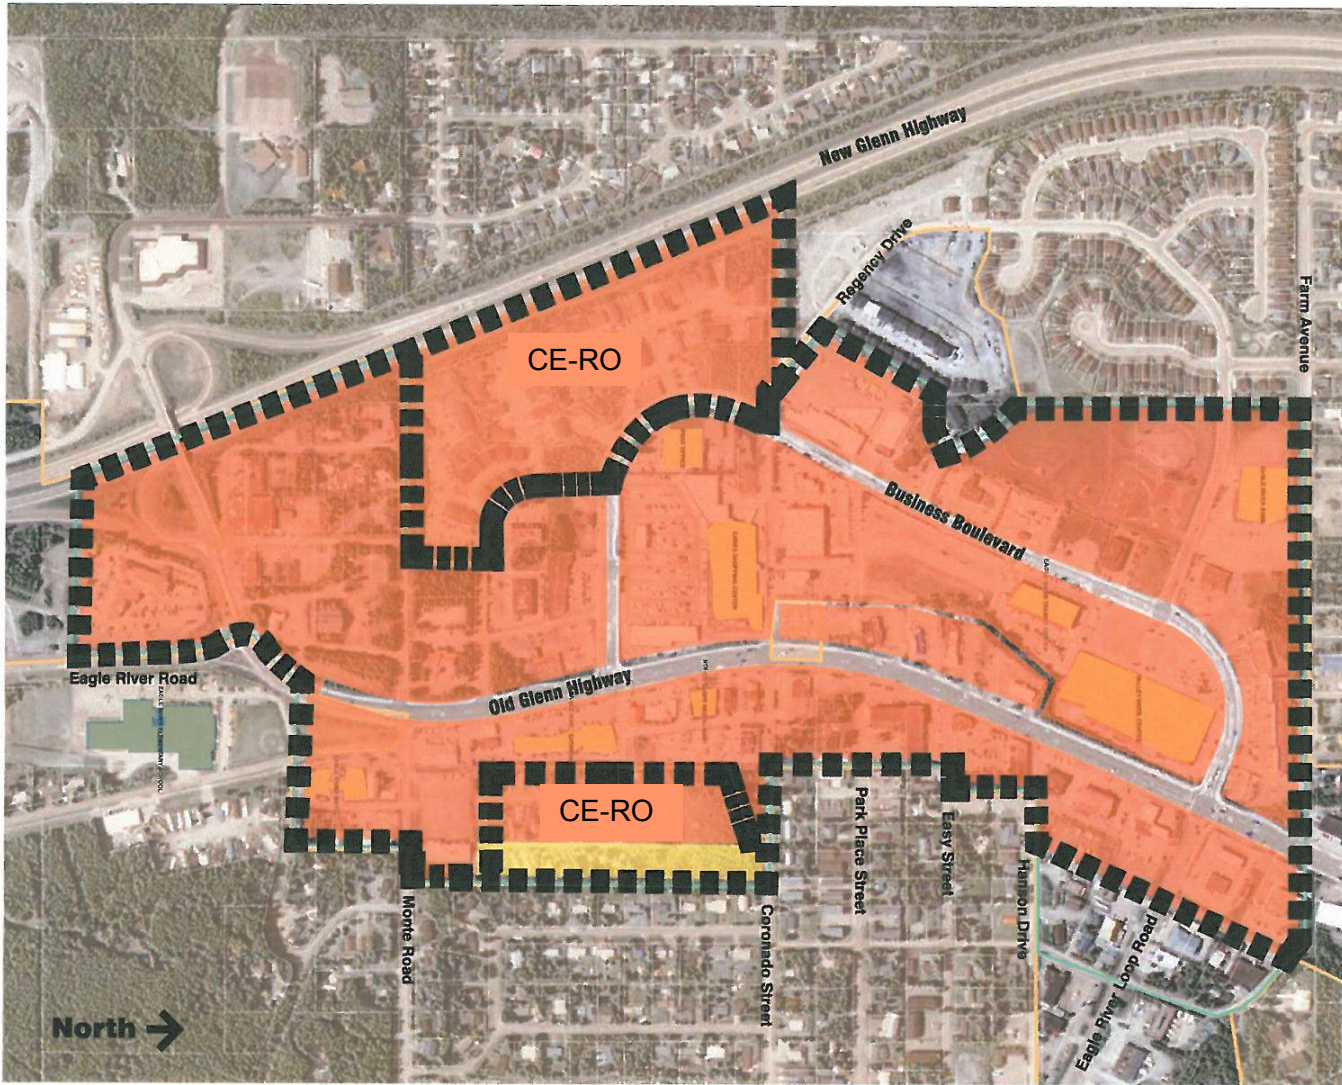 New Glenn Highway
Regency Drive
Farm Avenue
CE-RO
Business Boulevard
Eagle River Road
Old Glenn Highway
CE-RO
Park Place Street
Easy Street
Hanson Drive
Monte Road
Coronado Street
Eagle River Loop Road
North